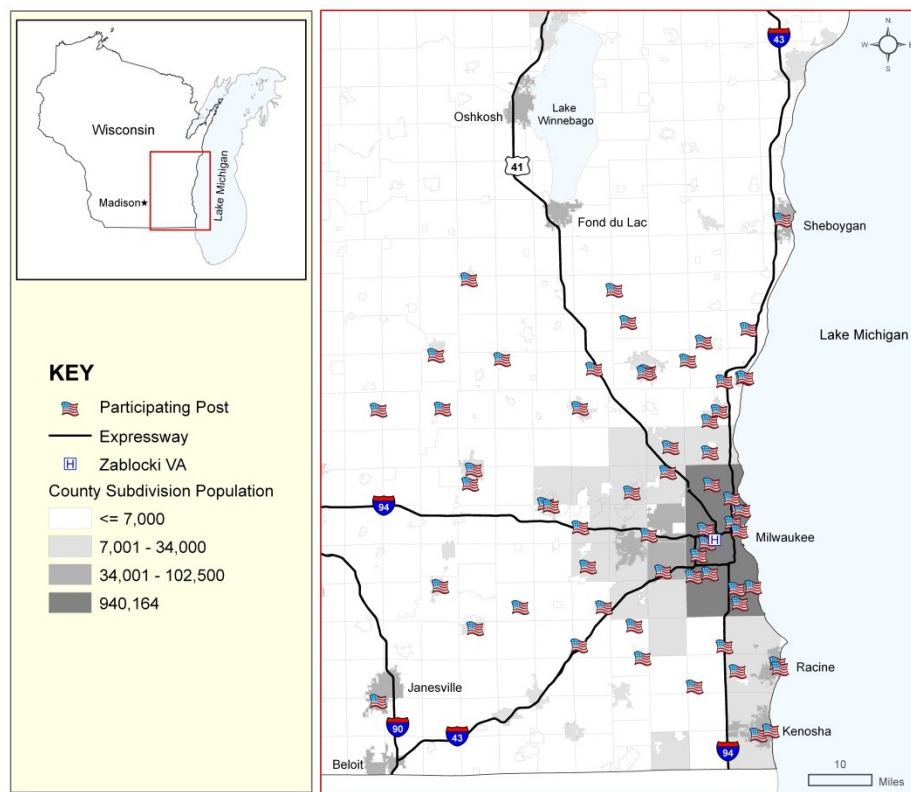 Wisconsin
Madison
Lake Michigan
KEY
Participating Post
Expressway
H
Zablocki VA
County Subdivision Population
<= 7,000
7,001 - 34,000
34,001 - 102,500
940,164
43
N
W
E
S
Oshkosh
Lake
Winnebago
41
Fond du Lac
Sheboygan
Lake Michigan
94
Milwaukee
H
Janesville
Racine
90
43
Kenosha
94
Beloit
10
Miles